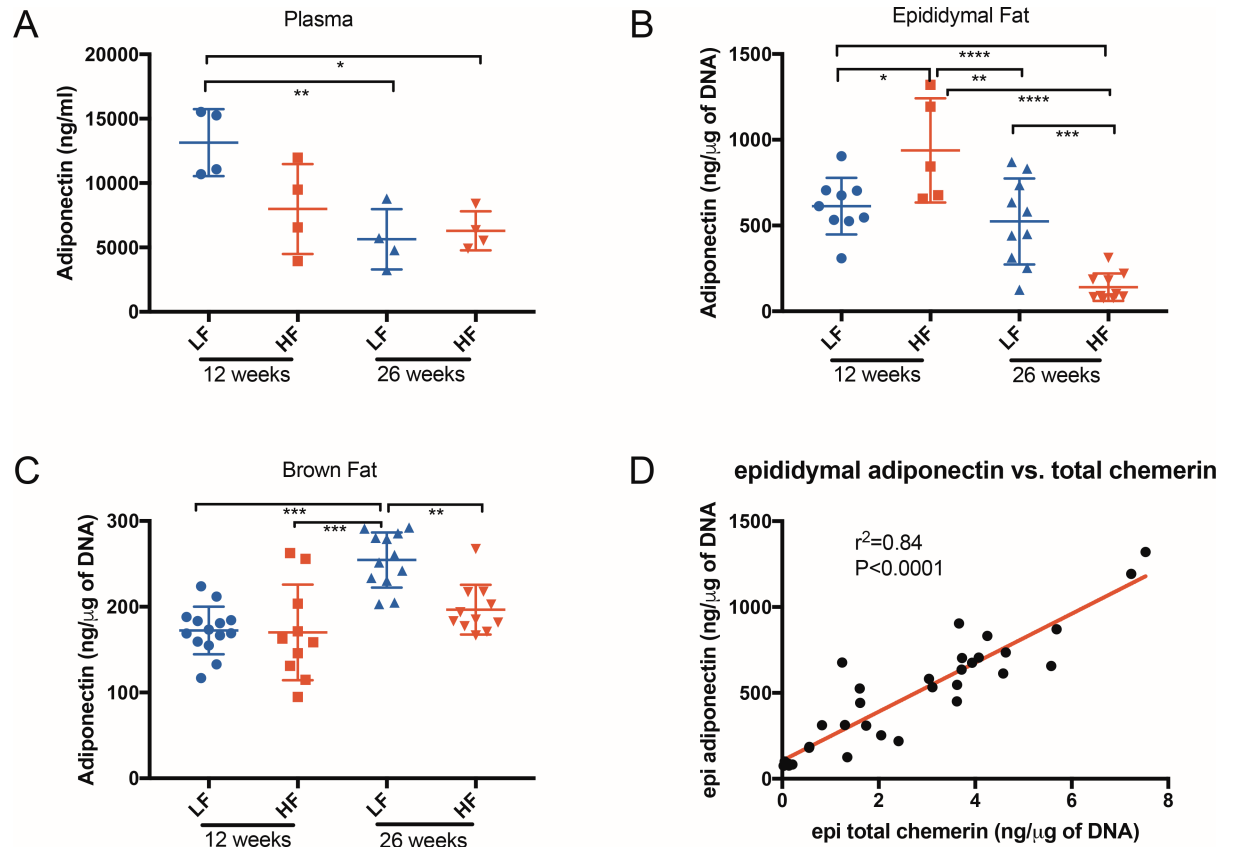 A
Plasma
Adiponectin (ng/ml)
20000
15000
10000
5000
0
*
**
LF
HF
LF
HF
12 weeks
26 weeks
B
Epididymal Fat
Adiponectin (ng/μg of DNA)
1500
1000
500
0
****
****
*
**
****
***
LF
HF
LF
HF
12 weeks
26 weeks
C
Brown Fat
Adiponectin (ng/μg of DNA)
300
200
100
0
***
**
***
LF
HF
LF
HF
12 weeks
26 weeks
D
epididymal adiponectin vs. total chemerin
epi adiponectin (ng/μg of DNA
1500
1000
500
0
r²=0.84
P<0.0001
0
2
4
6
8
epi total chemerin (ng/μg of DNA)